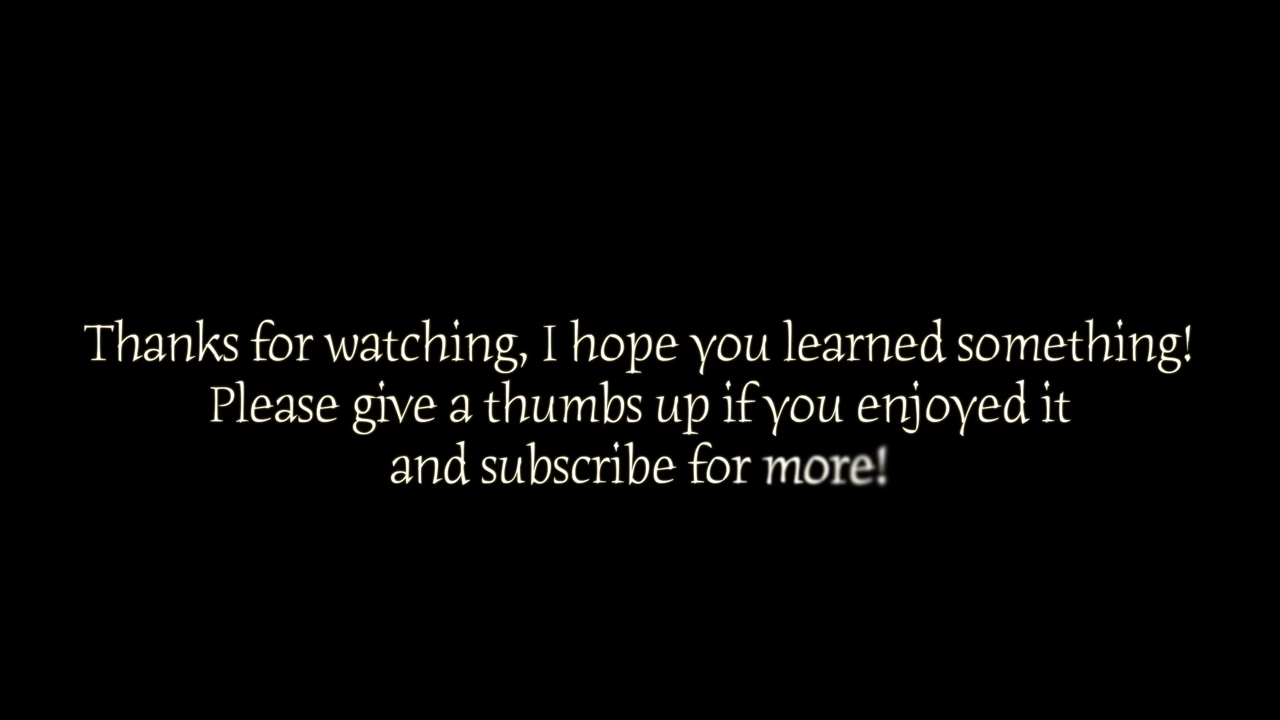 Thanks for watching, I hope you learned something!
Please give a thumbs up if you enjoyed it
and subscribe for more!